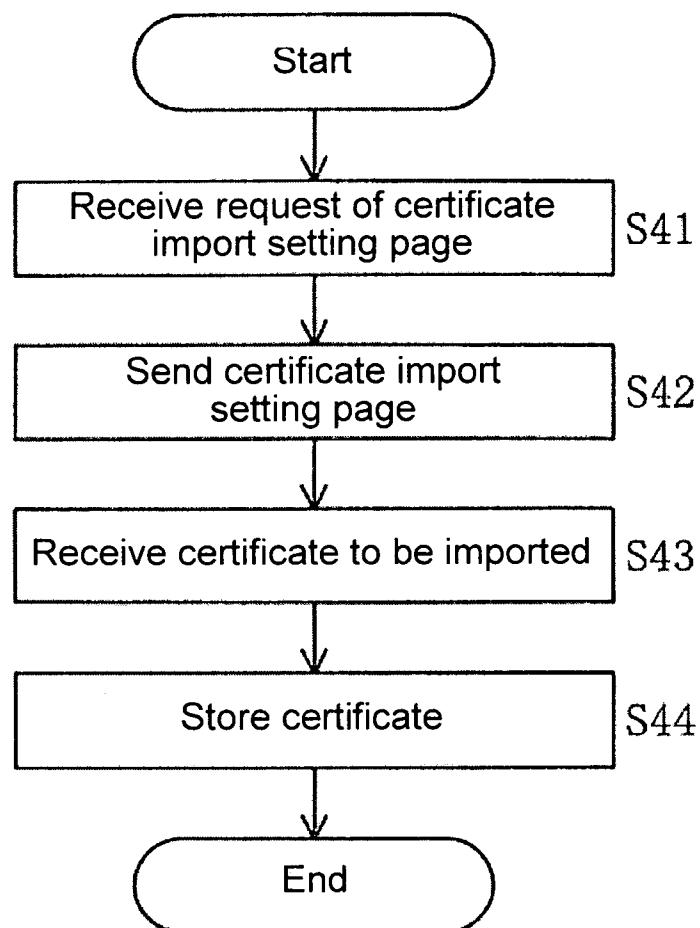 Start
Receive request of certificate
import setting page
S41
Send certificate import
setting page
S42
Receive certificate to be imported
S43
Store certificate
S44
End